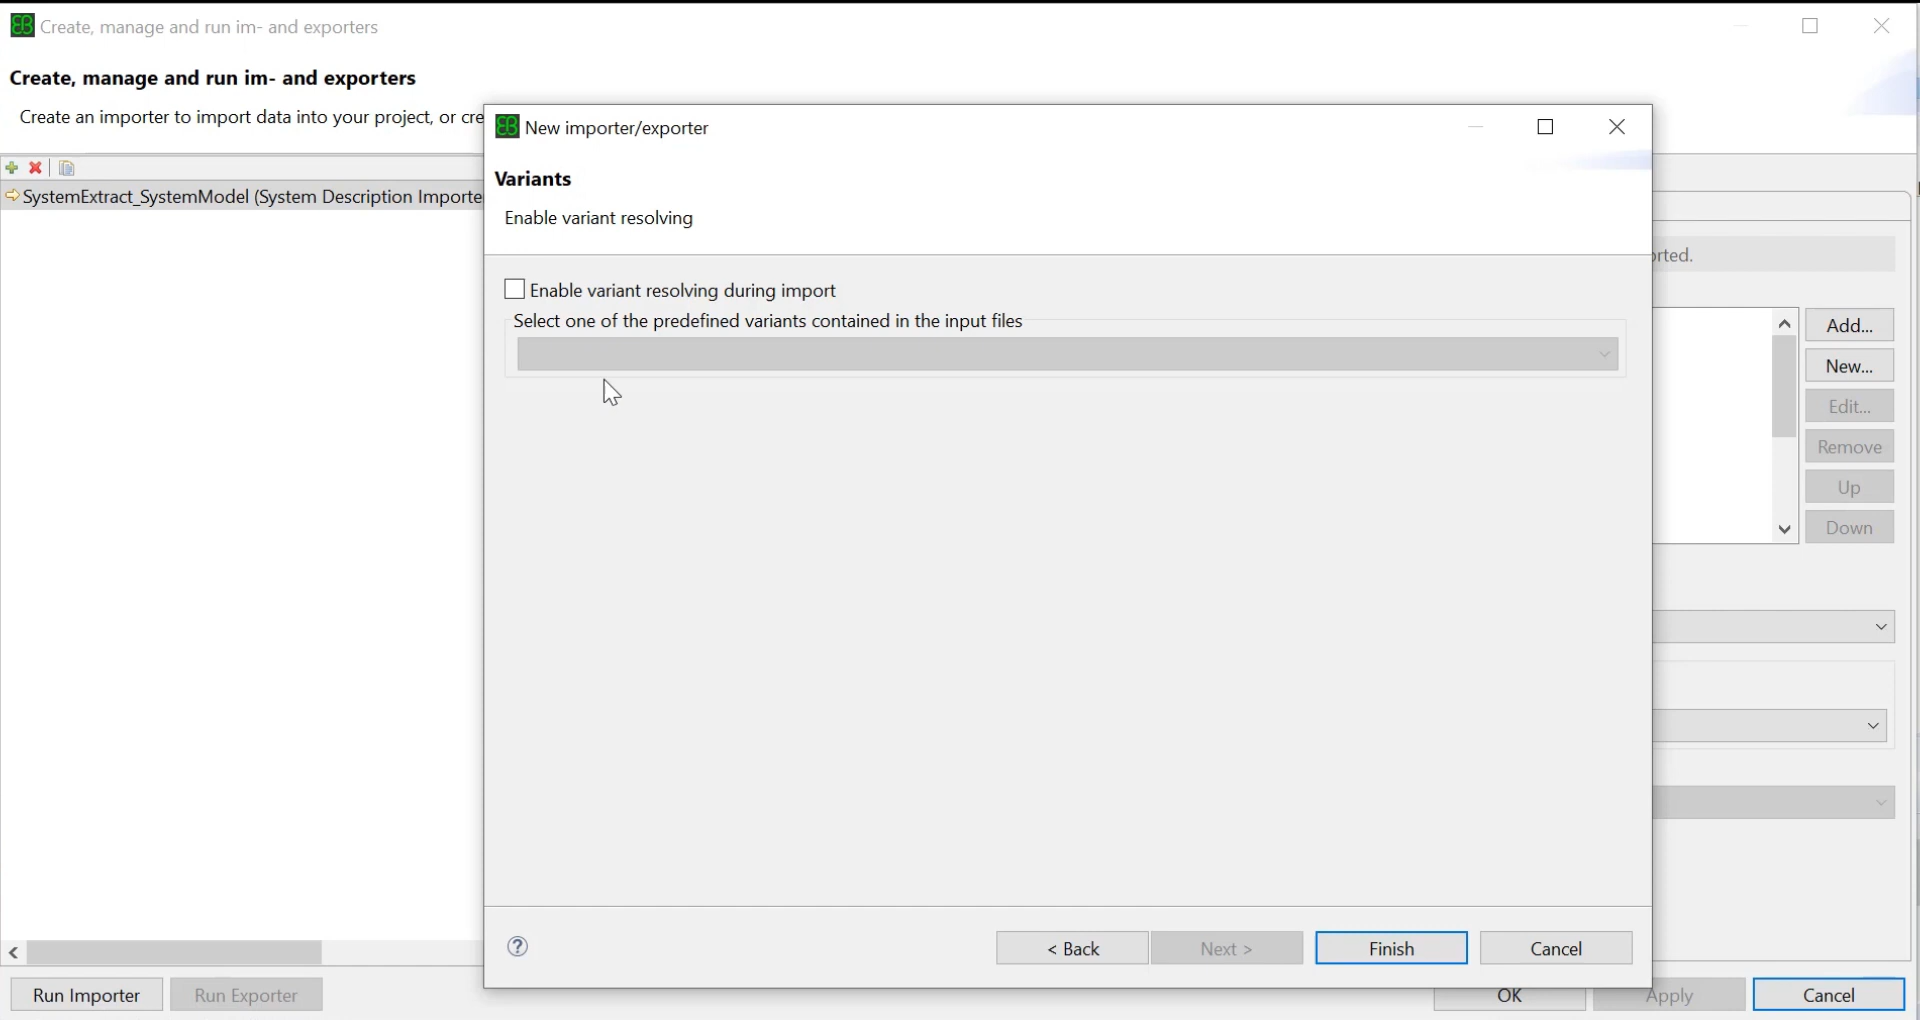 Create, manage and run im- and exporters
Create, manage and run im- and exporters
Create an importer to import data into your project, or cre
SystemExtract_SystemModel (System Description Importe
New importer/exporter
Variants
Enable variant resolving
Enable variant resolving during import
Select one of the predefined variants contained in the input files
orted.
Add...
New...
Edit...
Remove
Up
Down
< Back
Next >
Finish
Cancel
Run Importer
Run Exporter
OK
Apply
Cancel